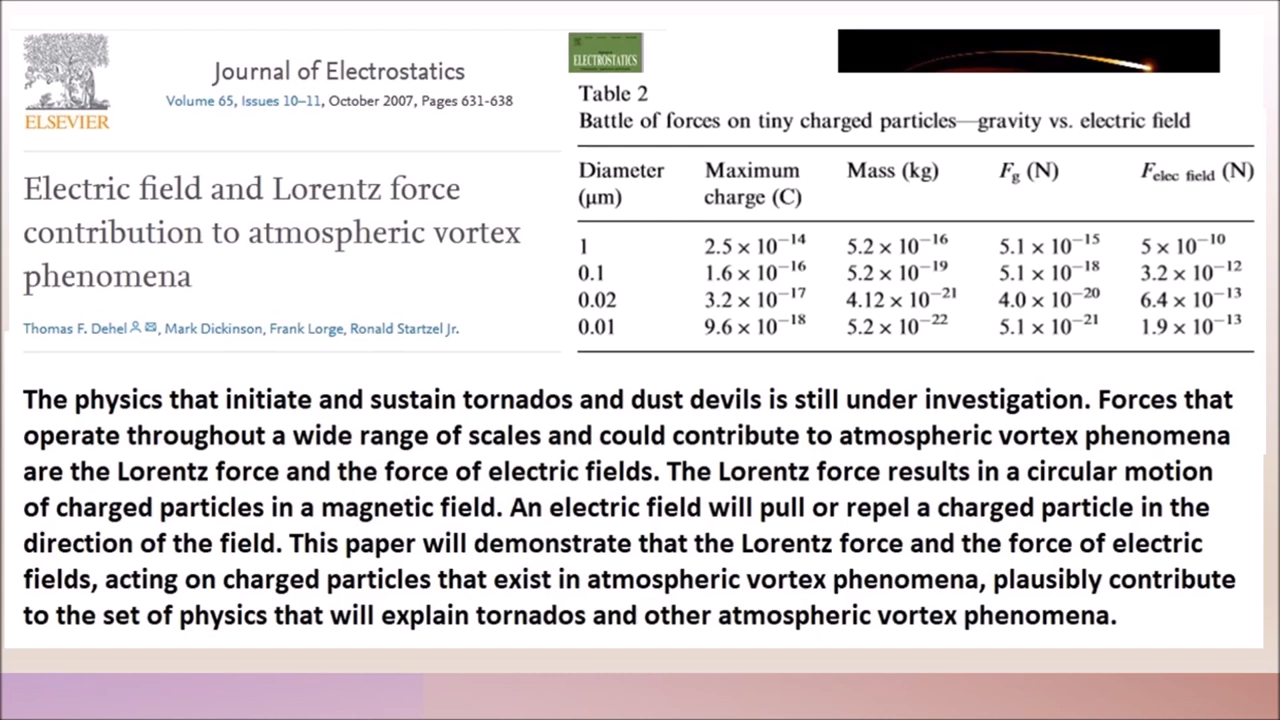 Journal of Electrostatics
Volume 65, Issues 10–11, October 2007, Pages 631-638
ELSEVIER
Electric field and Lorentz force
contribution to atmospheric vortex
phenomena
Thomas F. Dehel, Mark Dickinson, Frank Lorge, Ronald Startzel Jr.
ELECTROSTATICS
Table 2
Battle of forces on tiny charged particles—gravity vs. electric field
Diameter (μm) Maximum charge (C) Mass (kg) Fg (N) Felec field (N)
1 2.5 × 10⁻¹⁴ 5.2 × 10⁻¹⁶ 5.1 × 10⁻¹⁵ 5 × 10⁻¹⁰
0.1 1.6 × 10⁻¹⁶ 5.2 × 10⁻¹⁹ 5.1 × 10⁻¹⁸ 3.2 × 10⁻¹²
0.02 3.2 × 10⁻¹⁷ 4.12 × 10⁻²¹ 4.0 × 10⁻²⁰ 6.4 × 10⁻¹³
0.01 9.6 × 10⁻¹⁸ 5.2 × 10⁻²² 5.1 × 10⁻²¹ 1.9 × 10⁻¹³
The physics that initiate and sustain tornados and dust devils is still under investigation. Forces that
operate throughout a wide range of scales and could contribute to atmospheric vortex phenomena
are the Lorentz force and the force of electric fields. The Lorentz force results in a circular motion
of charged particles in a magnetic field. An electric field will pull or repel a charged particle in the
direction of the field. This paper will demonstrate that the Lorentz force and the force of electric
fields, acting on charged particles that exist in atmospheric vortex phenomena, plausibly contribute
to the set of physics that will explain tornados and other atmospheric vortex phenomena.